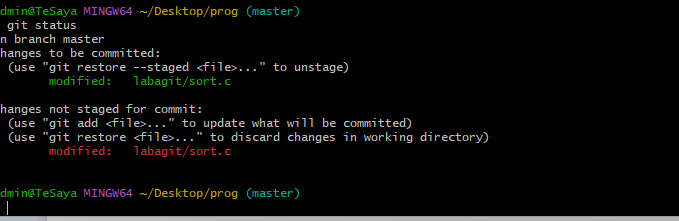 dmin@TeSaya MINGW64 ~/Desktop/prog (master)
git status
n branch master
hanges to be committed:
(use "git restore --staged <file>..." to unstage)
modified: labagit/sort.c
hanges not staged for commit:
(use "git add <file>..." to update what will be committed)
(use "git restore <file>..." to discard changes in working directory)
modified: labagit/sort.c
dmin@TeSaya MINGW64 ~/Desktop/prog (master)